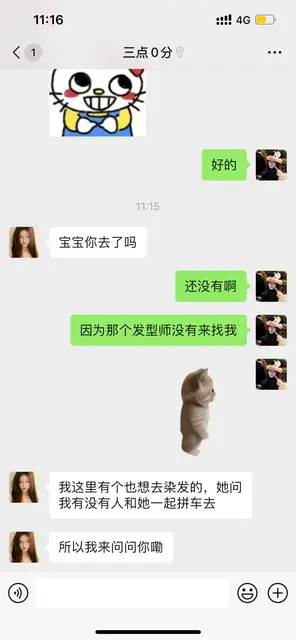 11:16
4G
1
三点0分
好的
11:15
宝宝你去了吗
还没有啊
因为那个发型师没有来找我
我这里有个也想去染发的，她问
我有没有人和她一起拼车去
所以我来问问你嘞